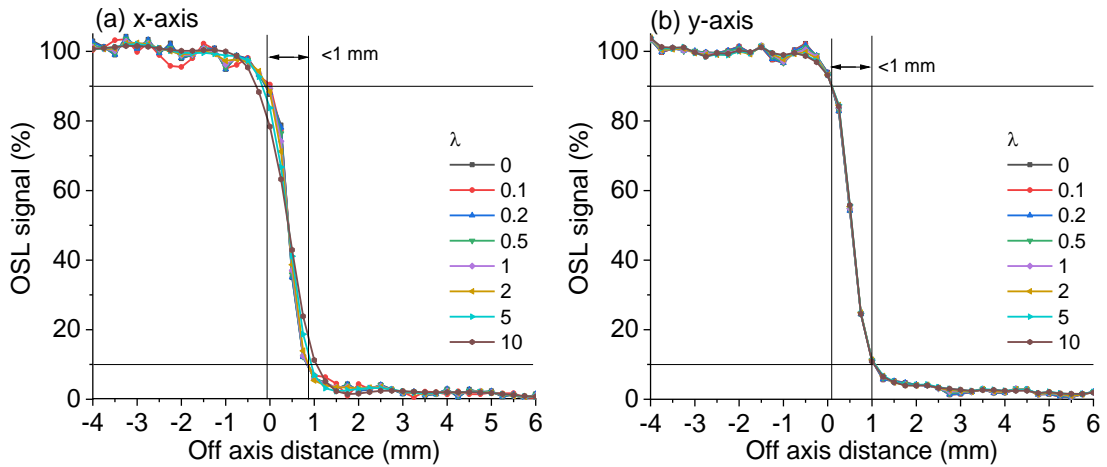 (a) x-axis
<1 mm
OSL signal (%)
100
80
60
40
20
0
λ
0
0.1
0.2
0.5
1
2
5
10
-4 -3 -2 -1 0 1 2 3 4 5 6
Off axis distance (mm)
(b) y-axis
<1 mm
OSL signal (%)
100
80
60
40
20
0
λ
0
0.1
0.2
0.5
1
2
5
10
-4 -3 -2 -1 0 1 2 3 4 5 6
Off axis distance (mm)